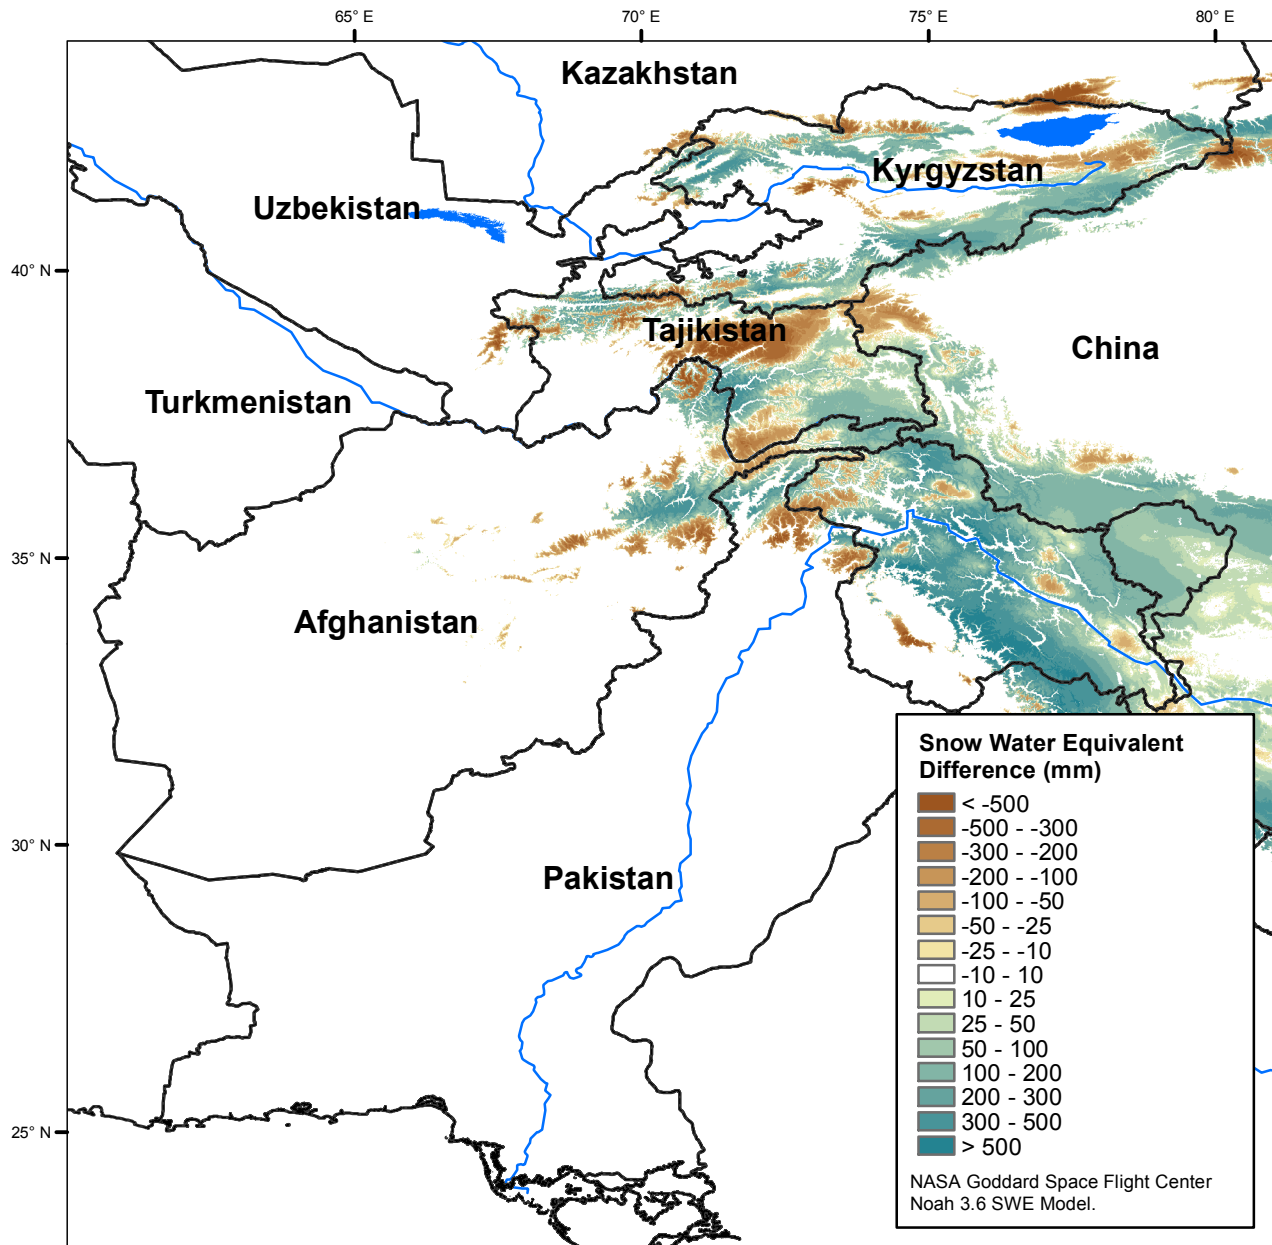 65° E
70° E
75° E
80° E
Kazakhstan
Kyrgyzstan
Uzbekistan
40° N
Tajikistan
China
Turkmenistan
35° N
Afghanistan
Snow Water Equivalent
Difference (mm)
< -500
-500 - -300
-300 - -200
-200 - -100
-100 - -50
-50 - -25
-25 - -10
-10 - 10
10 - 25
25 - 50
50 - 100
100 - 200
200 - 300
300 - 500
> 500
NASA Goddard Space Flight Center
Noah 3.6 SWE Model.
30° N
Pakistan
25° N